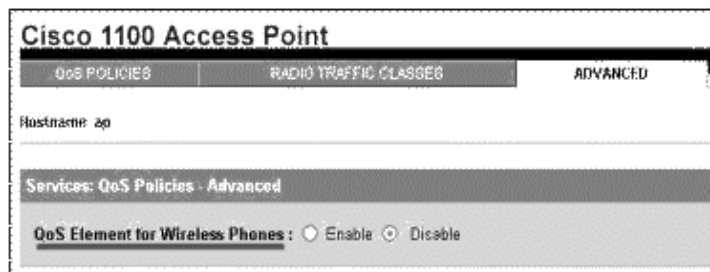 Cisco 1100 Access Point
QoS POLICIES RADIO TRAFFIC CLASSES ADVANCED
Hostname ap
Services: QoS Policies - Advanced
QoS Element for Wireless Phones : Enable Disable